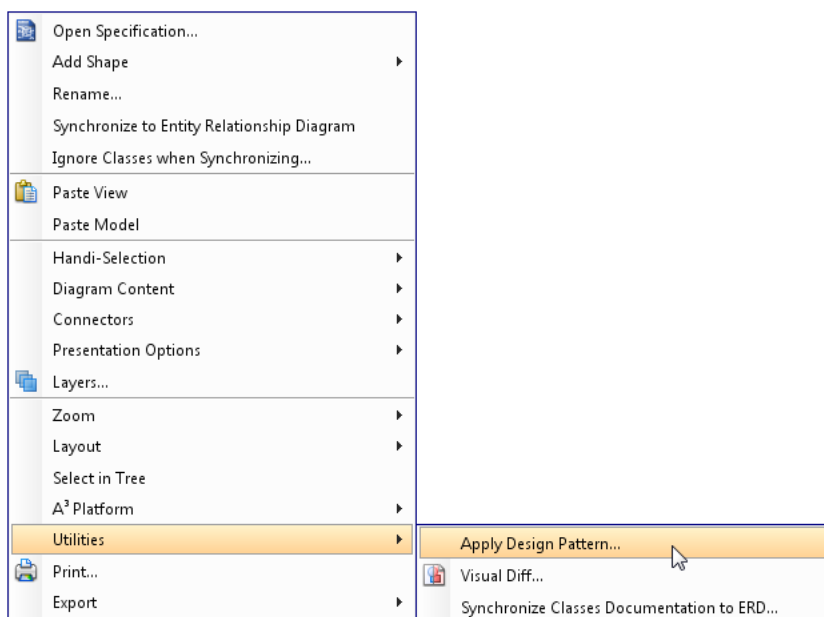 Open Specification...
Add Shape
Rename...
Synchronize to Entity Relationship Diagram
Ignore Classes when Synchronizing...
Paste View
Paste Model
Handi-Selection
Diagram Content
Connectors
Presentation Options
Layers...
Zoom
Layout
Select in Tree
A³ Platform
Utilities
Print...
Export
Apply Design Pattern...
Visual Diff...
Synchronize Classes Documentation to ERD...